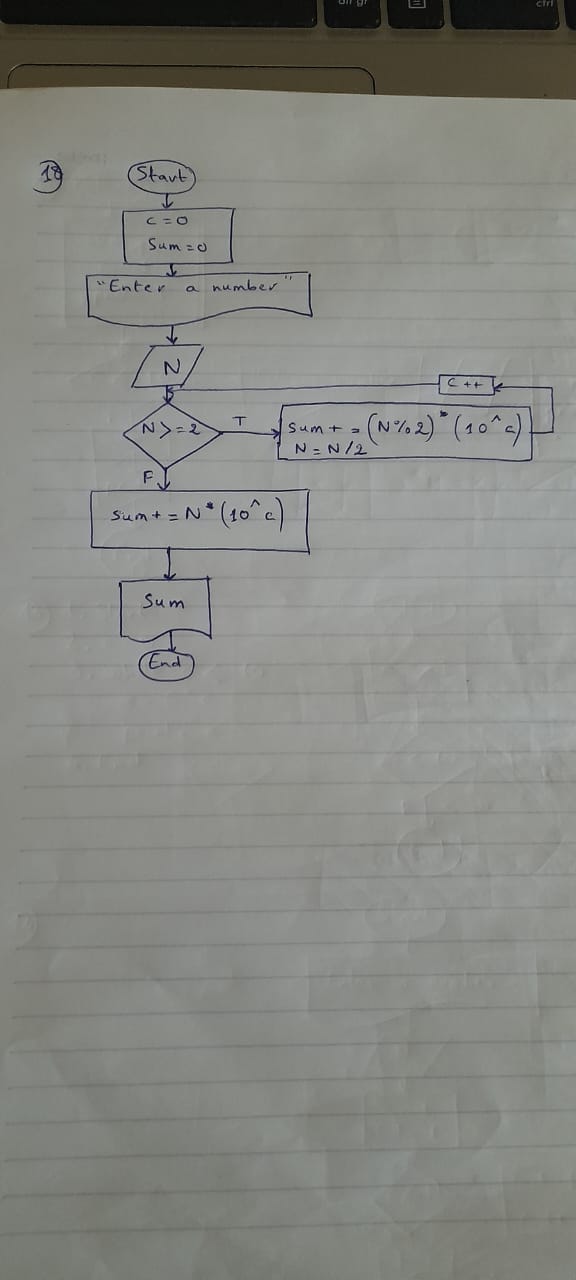 alt gr
ctrl
18
Start
c = 0
Sum = 0
"Enter a number"
N
c ++
N >= 2
T
sum + = (N%2) * (10^c)
N = N/2
F
sum + = N * (10^c)
Sum
End